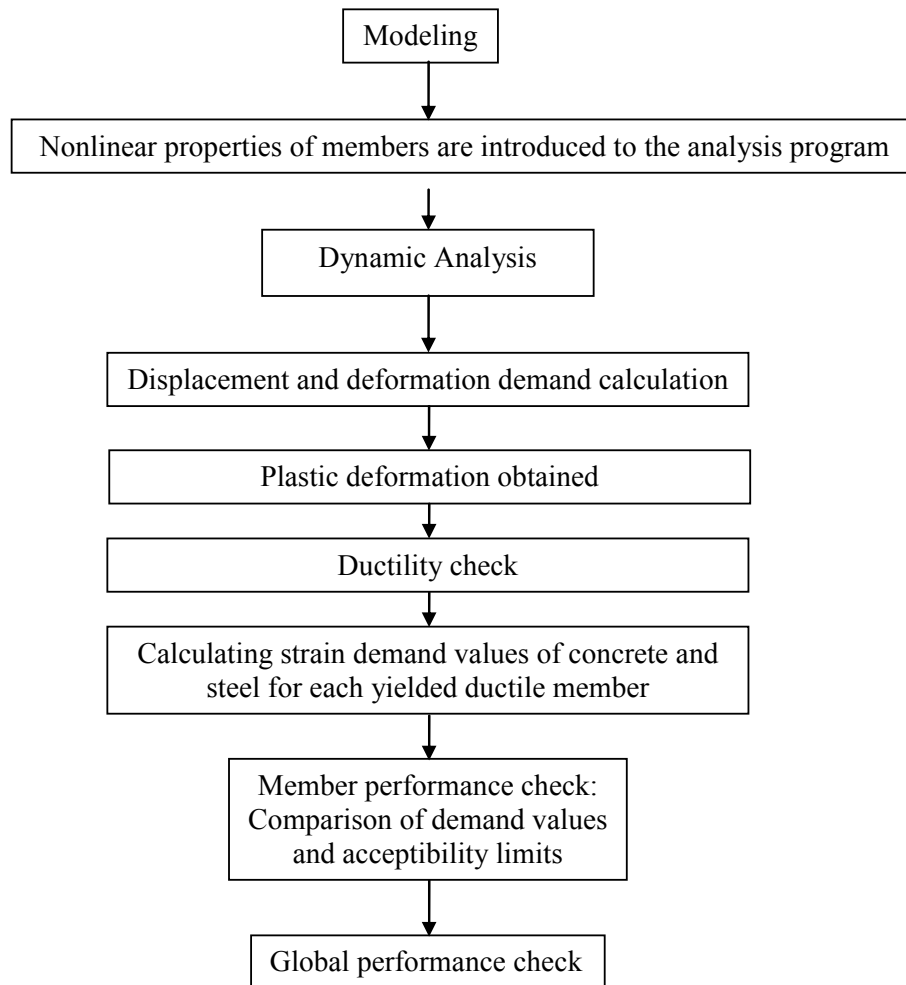 Modeling
Nonlinear properties of members are introduced to the analysis program
Dynamic Analysis
Displacement and deformation demand calculation
Plastic deformation obtained
Ductility check
Calculating strain demand values of concrete and
steel for each yielded ductile member
Member performance check:
Comparison of demand values
and acceptibility limits
Global performance check